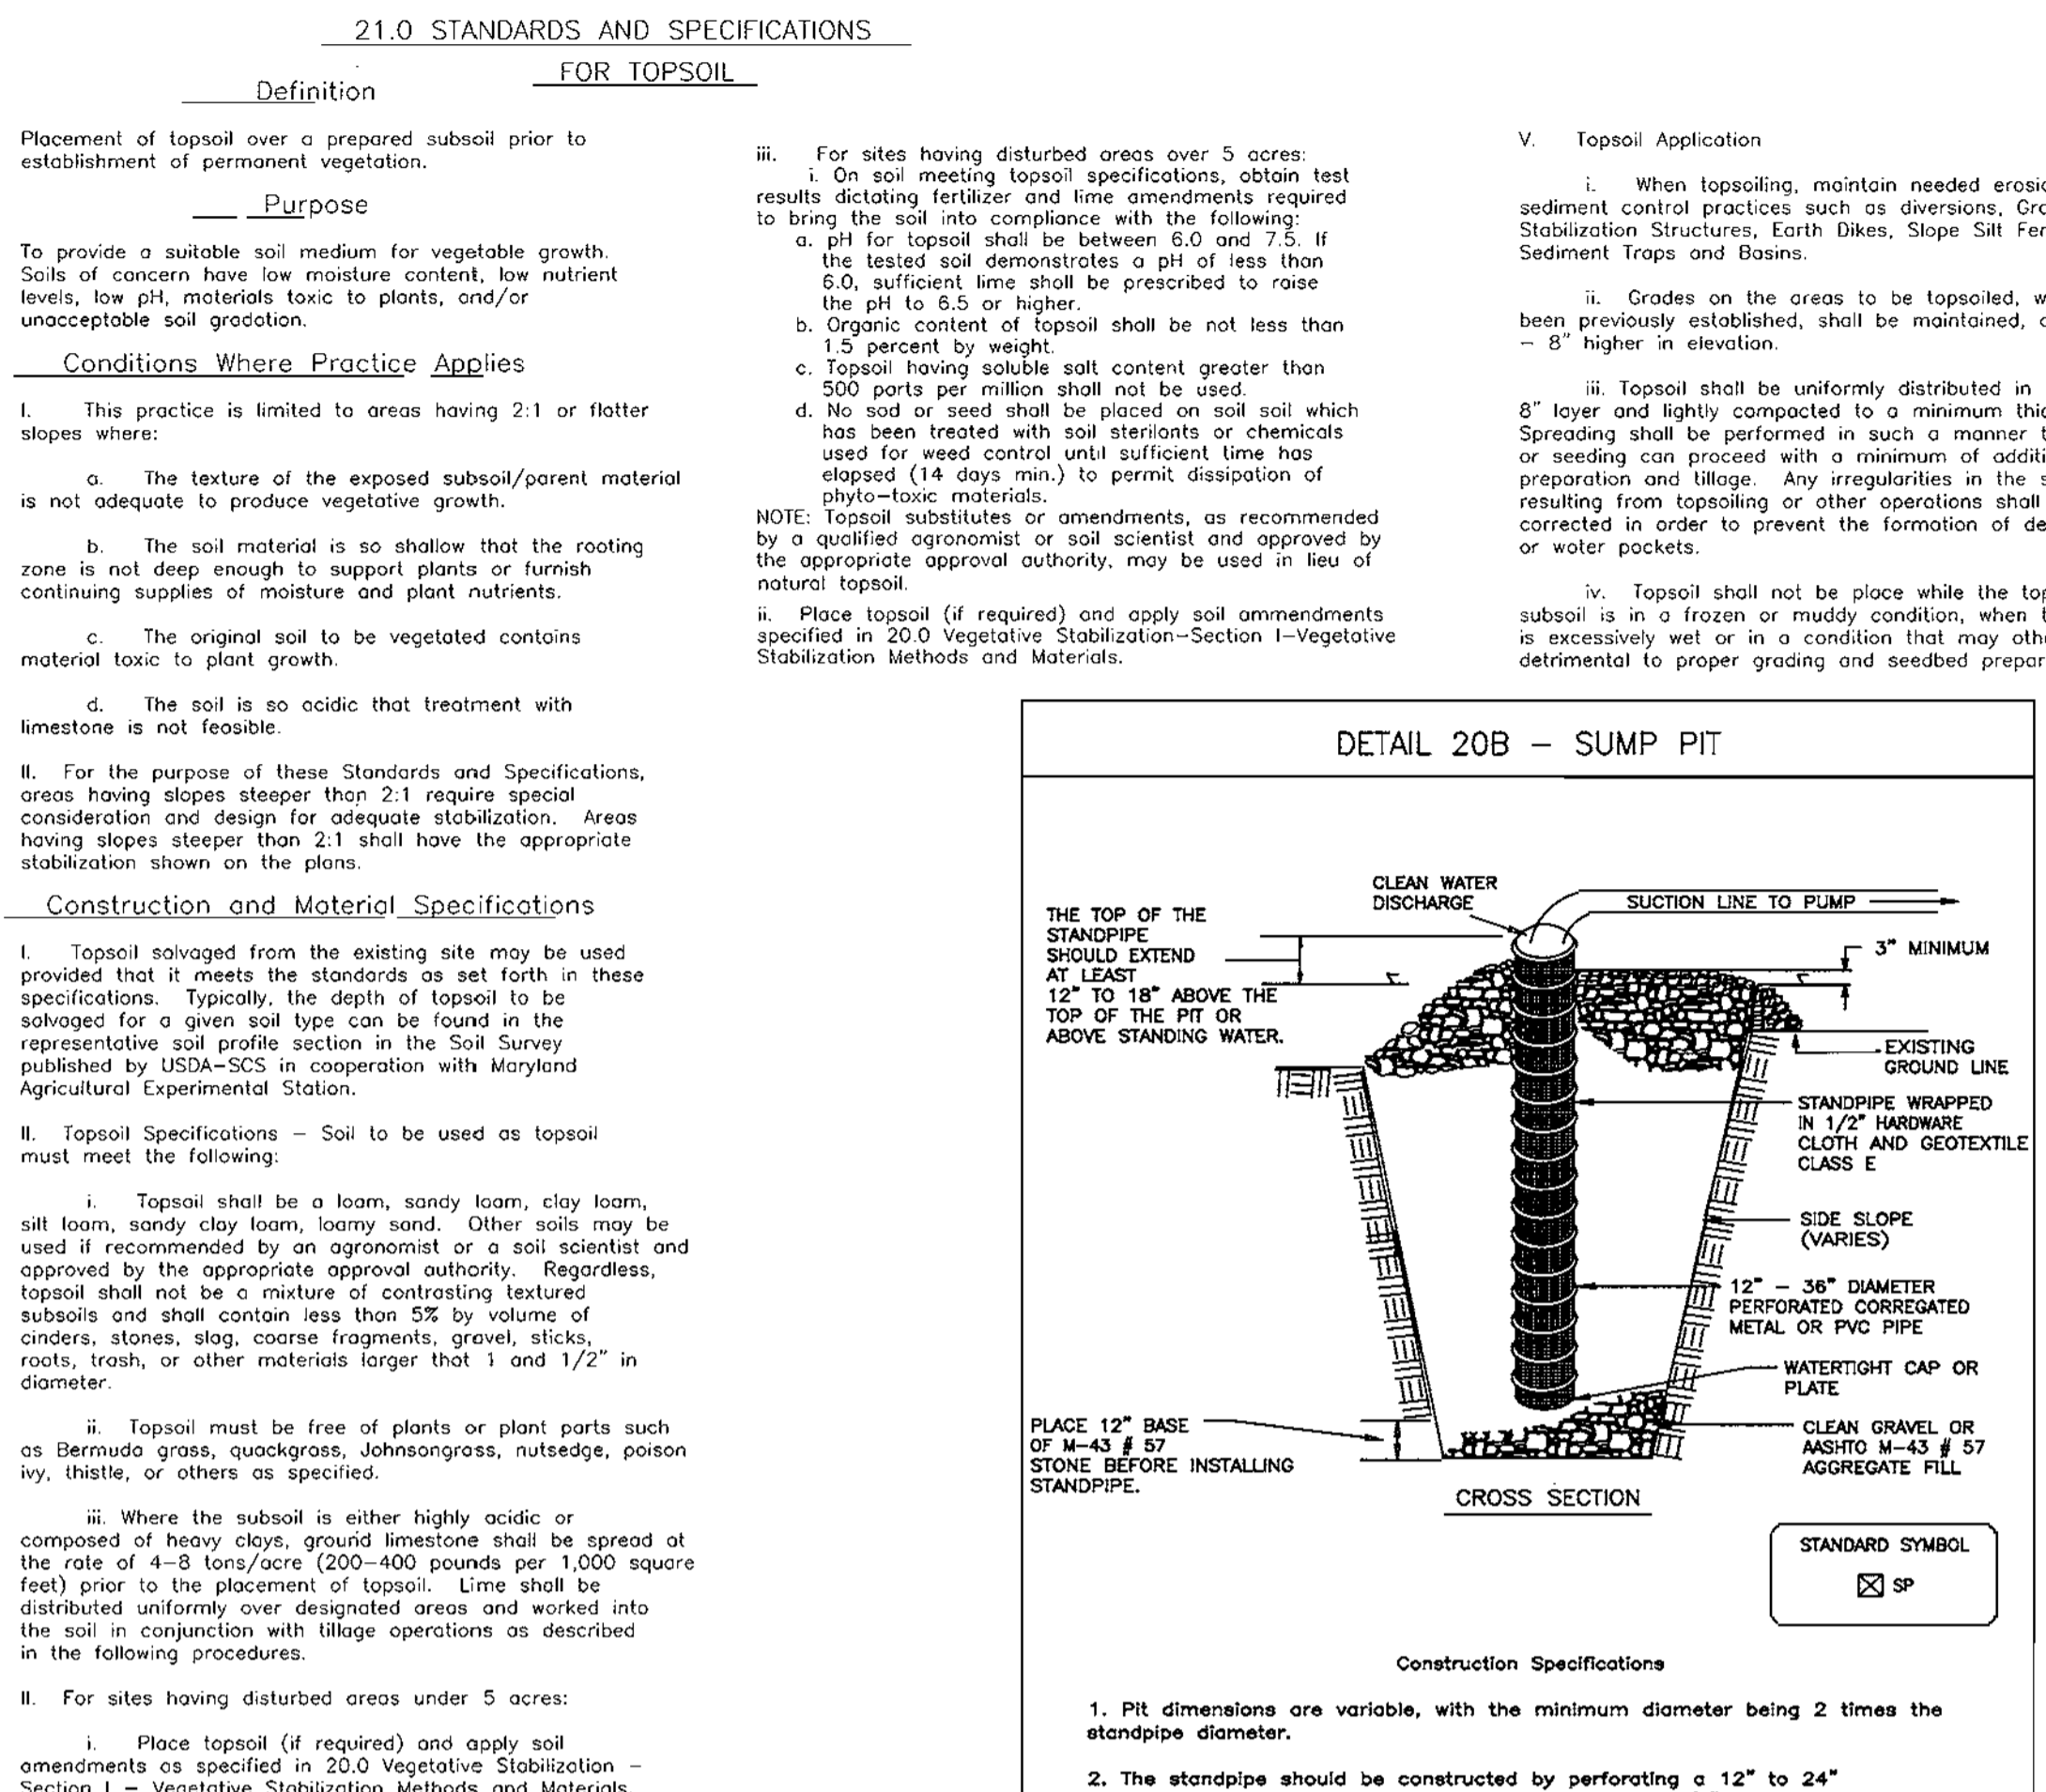 21.0 STANDARDS AND SPECIFICATIONS
FOR TOPSOIL
Definition
Placement of topsoil over a prepared subsoil prior to
establishment of permanent vegetation.
Purpose
To provide a suitable soil medium for vegetable growth.
Soils of concern have low moisture content, low nutrient
levels, low pH, materials toxic to plants, and/or
unacceptable soil gradation.
Conditions Where Practice Applies
I. This practice is limited to areas having 2:1 or flatter
slopes where:
a. The texture of the exposed subsoil/parent material
is not adequate to produce vegetative growth.
b. The soil material is so shallow that the rooting
zone is not deep enough to support plants or furnish
continuing supplies of moisture and plant nutrients.
c. The original soil to be vegetated contains
material toxic to plant growth.
d. The soil is so acidic that treatment with
limestone is not feasible.
II. For the purpose of these Standards and Specifications,
areas having slopes steeper than 2:1 require special
consideration and design for adequate stabilization. Areas
having slopes steeper than 2:1 shall have the appropriate
stabilization shown on the plans.
Construction and Material Specifications
I. Topsoil salvaged from the existing site may be used
provided that it meets the standards as set forth in these
specifications. Typically, the depth of topsoil to be
salvaged for a given soil type can be found in the
representative soil profile section in the Soil Survey
published by USDA-SCS in cooperation with Maryland
Agricultural Experimental Station.
II. Topsoil Specifications - Soil to be used as topsoil
must meet the following:
i. Topsoil shall be a loam, sandy loam, clay loam,
silt loam, sandy clay loam, loamy sand. Other soils may be
used if recommended by an agronomist or a soil scientist and
approved by the appropriate approval authority. Regardless,
topsoil shall not be a mixture of contrasting textured
subsoils and shall contain less than 5% by volume of
cinders, stones, slag, coarse fragments, gravel, sticks,
roots, trash, or other materials larger that 1 and 1/2" in
diameter.
ii. Topsoil must be free of plants or plant parts such
as Bermuda grass, quackgrass, Johnsongrass, nutsedge, poison
ivy, thistle, or others as specified.
iii. Where the subsoil is either highly acidic or
composed of heavy clays, ground limestone shall be spread at
the rate of 4-8 tons/acre (200-400 pounds per 1,000 square
feet) prior to the placement of topsoil. Lime shall be
distributed uniformly over designated areas and worked into
the soil in conjunction with tillage operations as described
in the following procedures.
II. For sites having disturbed areas under 5 acres:
i. Place topsoil (if required) and apply soil
amendments as specified in 20.0 Vegetative Stabilization -
Section I - Vegetative Stabilization Methods and Materials.
iii. For sites having disturbed areas over 5 acres:
i. On soil meeting topsoil specifications, obtain test
results dictating fertilizer and lime amendments required
to bring the soil into compliance with the following:
a. pH for topsoil shall be between 6.0 and 7.5. If
the tested soil demonstrates a pH of less than
6.0, sufficient lime shall be prescribed to raise
the pH to 6.5 or higher.
b. Organic content of topsoil shall be not less than
1.5 percent by weight.
c. Topsoil having soluble salt content greater than
500 parts per million shall not be used.
d. No sod or seed shall be placed on soil soil which
has been treated with soil sterilants or chemicals
used for weed control until sufficient time has
elapsed (14 days min.) to permit dissipation of
phyto-toxic materials.
NOTE: Topsoil substitutes or amendments, as recommended
by a qualified agronomist or soil scientist and approved by
the appropriate approval authority, may be used in lieu of
natural topsoil.
ii. Place topsoil (if required) and apply soil ammendments
specified in 20.0 Vegetative Stabilization-Section I-Vegetative
Stabilization Methods and Materials.
V. Topsoil Application
i. When topsoiling, maintain needed
sediment control practices such as diversions,
Stabilization Structures, Earth Dikes, Slope Silt
Sediment Traps and Basins.
ii. Grades on the areas to be topsoiled,
been previously established, shall be maintained,
- 8" higher in elevation.
iii. Topsoil shall be uniformly distributed in
8" layer and lightly compacted to a minimum
Spreading shall be performed in such a manner
or seeding can proceed with a minimum of
preparation and tillage. Any irregularities in the
resulting from topsoiling or other operations shall
corrected in order to prevent the formation of
or water pockets.
iv. Topsoil shall not be place while the
subsoil is in a frozen or muddy condition, when
is excessively wet or in a condition that may
detrimental to proper grading and seedbed
DETAIL 20B - SUMP PIT
CLEAN WATER
DISCHARGE
SUCTION LINE TO PUMP
THE TOP OF THE
STANDPIPE
SHOULD EXTEND
AT LEAST
12" TO 18" ABOVE THE
TOP OF THE PIT OR
ABOVE STANDING WATER.
3" MINIMUM
EXISTING
GROUND LINE
STANDPIPE WRAPPED
IN 1/2" HARDWARE
CLOTH AND GEOTEXTILE
CLASS E
SIDE SLOPE
(VARIES)
12" - 36" DIAMETER
PERFORATED CORREGATED
METAL OR PVC PIPE
WATERTIGHT CAP OR
PLATE
PLACE 12" BASE
OF M-43 # 57
STONE BEFORE INSTALLING
STANDPIPE.
CLEAN GRAVEL OR
AASHTO M-43 # 57
AGGREGATE FILL
CROSS SECTION
STANDARD SYMBOL
SP
Construction Specifications
1. Pit dimensions are variable, with the minimum diameter being 2 times the
standpipe diameter.
2. The standpipe should be constructed by perforating a 12" to 24"